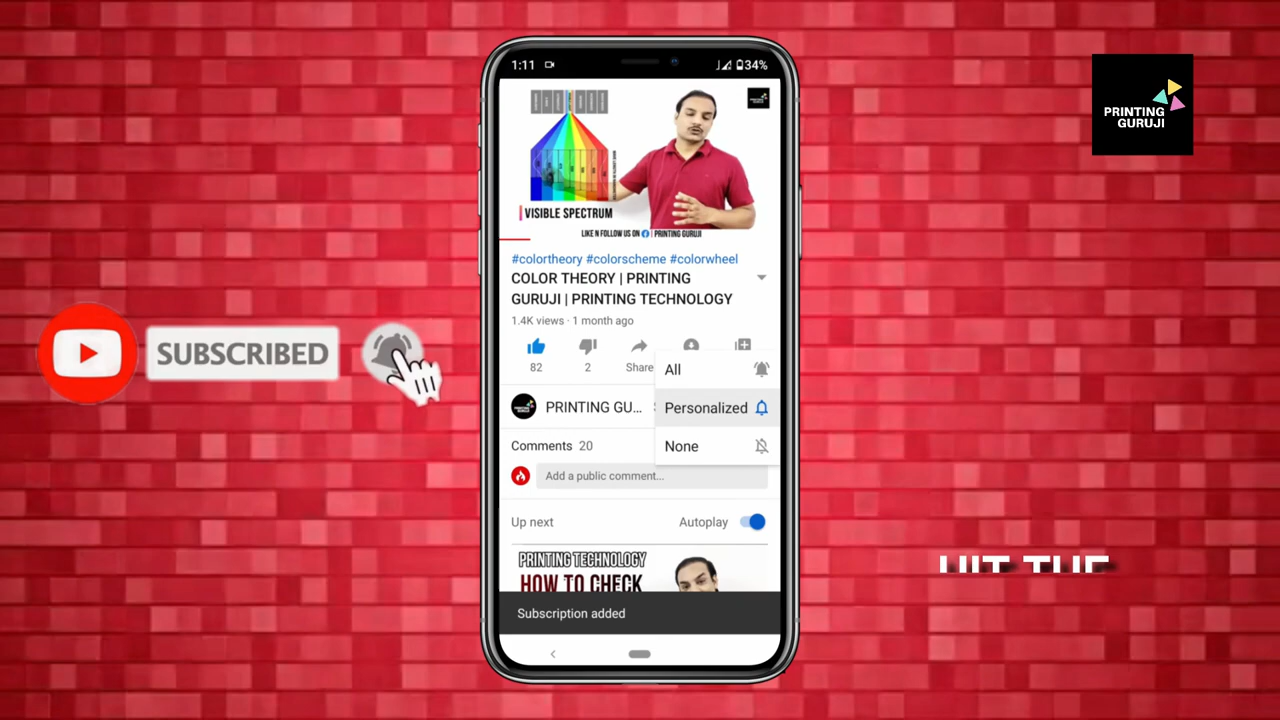 1:11
34%
PRINTING
GURUJI
VISIBLE SPECTRUM
LIKE N FOLLOW US ON
PRINTING GURUJI
#colortheory #colorscheme #colorwheel
COLOR THEORY | PRINTING
GURUJI | PRINTING TECHNOLOGY
1.4K views · 1 month ago
82
2
Share
All
Personalized
None
PRINTING GU...
Comments 20
Add a public comment...
Up next
Autoplay
PRINTING TECHNOLOGY
HOW TO CHECK
Subscription added
SUBSCRIBED
HIT THE